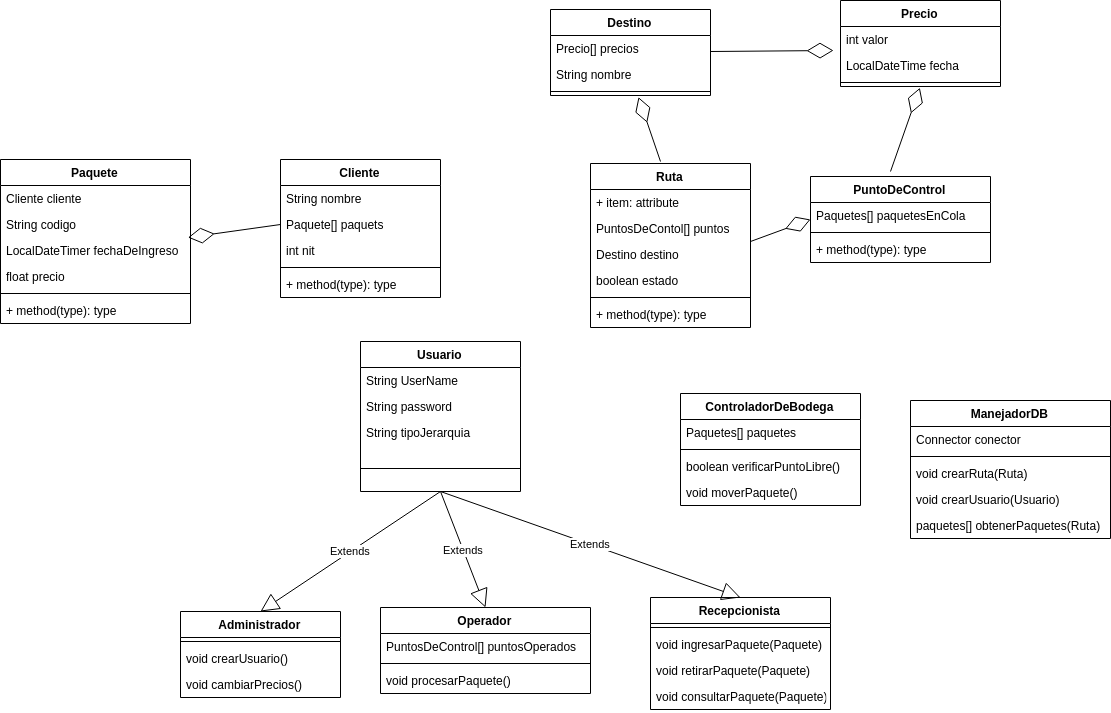 Destino
Precio[] precios
String nombre
Precio
int valor
LocalDateTime fecha
Paquete
Cliente cliente
String codigo
LocalDateTimer fechaDeIngreso
float precio
+ method(type): type
Cliente
String nombre
Paquete[] paquets
int nit
+ method(type): type
Ruta
+ item: attribute
PuntosDeContol[] puntos
Destino destino
boolean estado
+ method(type): type
PuntoDeControl
Paquetes[] paquetesEnCola
+ method(type): type
Usuario
String UserName
String password
String tipoJerarquia
ControladorDeBodega
Paquetes[] paquetes
boolean verificarPuntoLibre()
void moverPaquete()
ManejadorDB
Connector conector
void crearRuta(Ruta)
void crearUsuario(Usuario)
paquetes[] obtenerPaquetes(Ruta)
Extends
Extends
Extends
Administrador
void crearUsuario()
void cambiarPrecios()
Operador
PuntosDeControl[] puntosOperados
void procesarPaquete()
Recepcionista
void ingresarPaquete(Paquete)
void retirarPaquete(Paquete)
void consultarPaquete(Paquete)